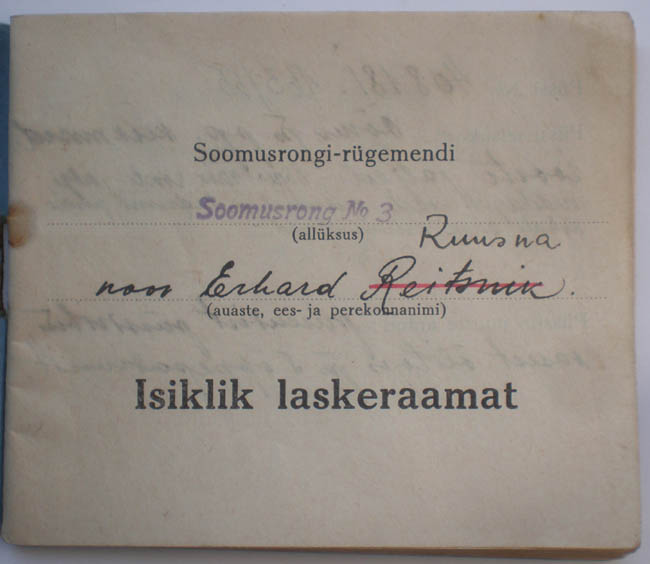 Soomusrongi-rügemendi
Soomusrong No 3
(allüksus) Ruusna
noor Erhard Reitsnik.
(auaste, ees- ja perekonnanimi)
Isiklik laskeraamat